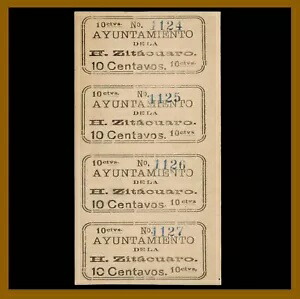 10ctvs. No. 1124
AYUNTAMIENTO
DE LA
H. Zitácuaro.
10 Centavos. 10ctvs.
10ctvs. No. 1125
AYUNTAMIENTO
DE LA
H. Zitácuaro.
10 Centavos. 10ctvs.
10ctvs. No. 1126
AYUNTAMIENTO
DE LA
H. Zitácuaro.
10 Centavos. 10ctvs.
10ctvs. No. 1127
AYUNTAMIENTO
DE LA
H. Zitácuaro.
10 Centavos. 10ctvs.